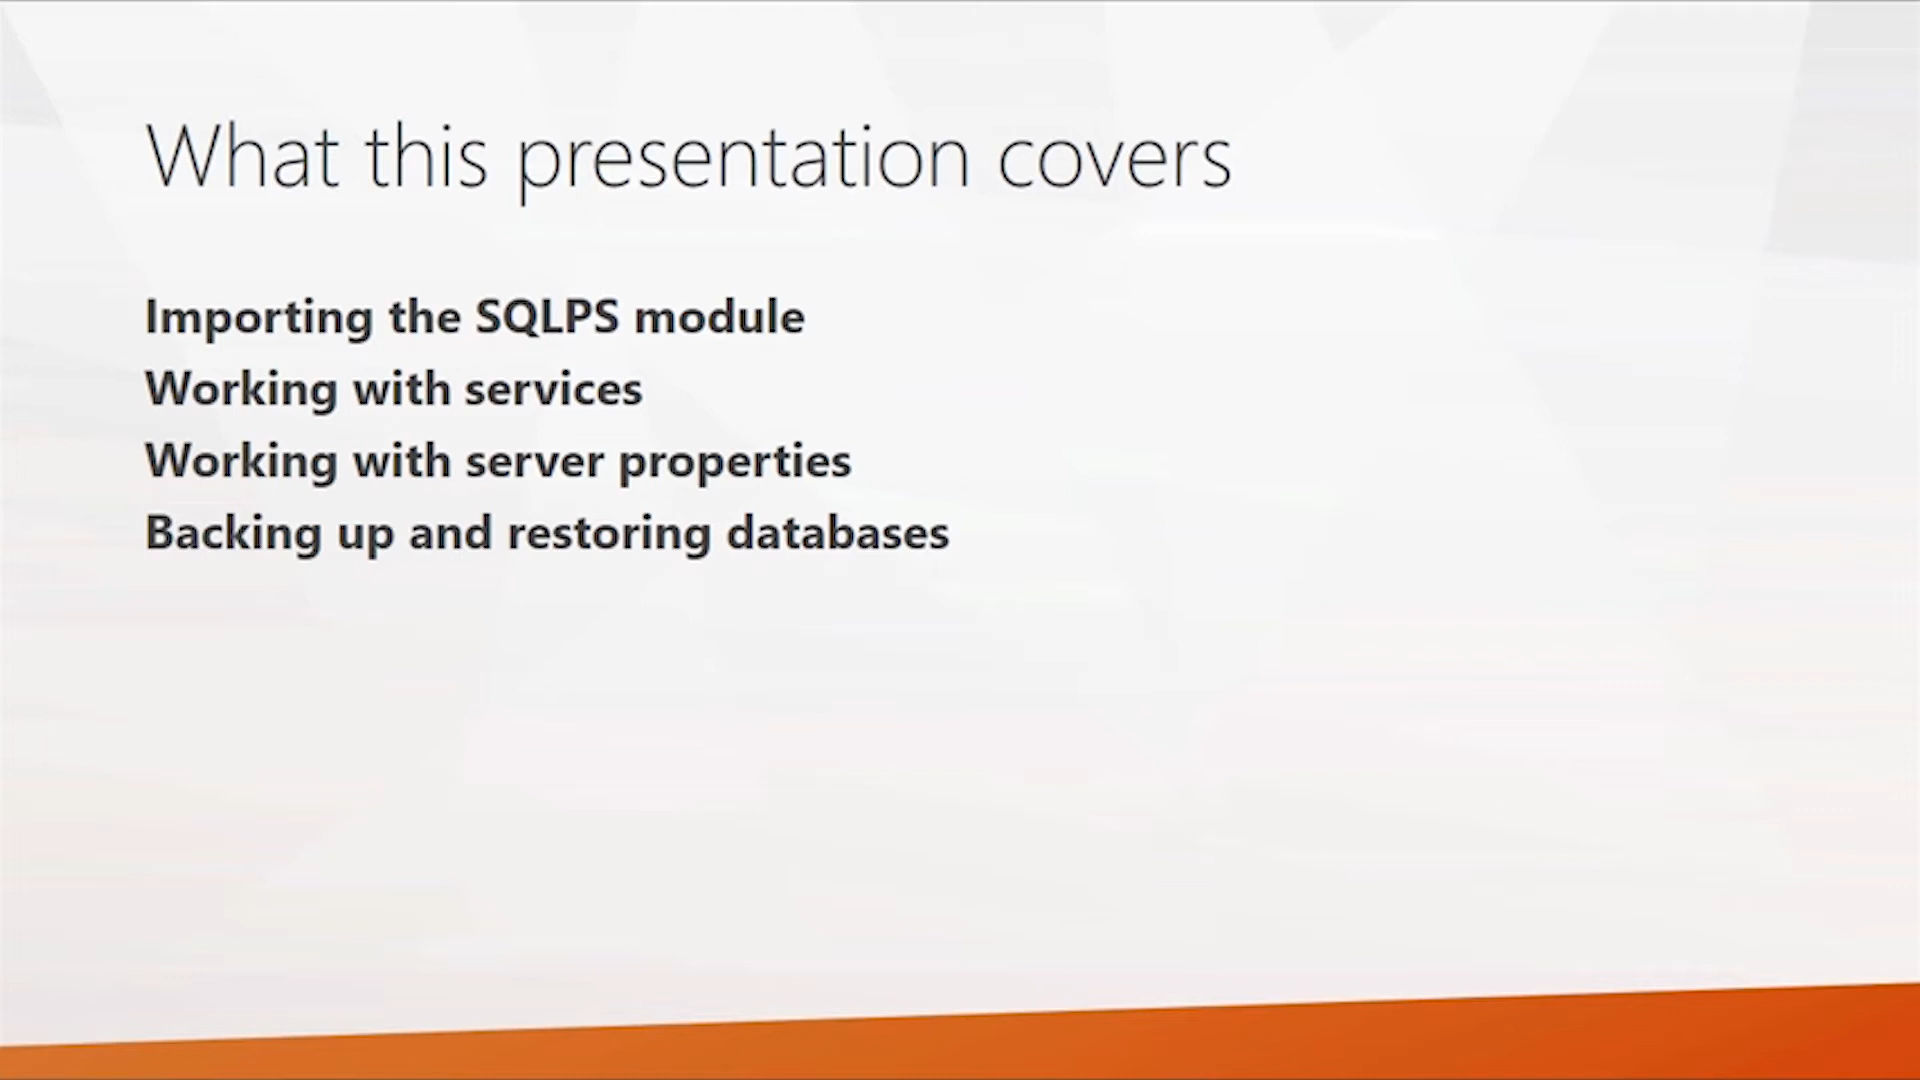 What this presentation covers
Importing the SQLPS module
Working with services
Working with server properties
Backing up and restoring databases